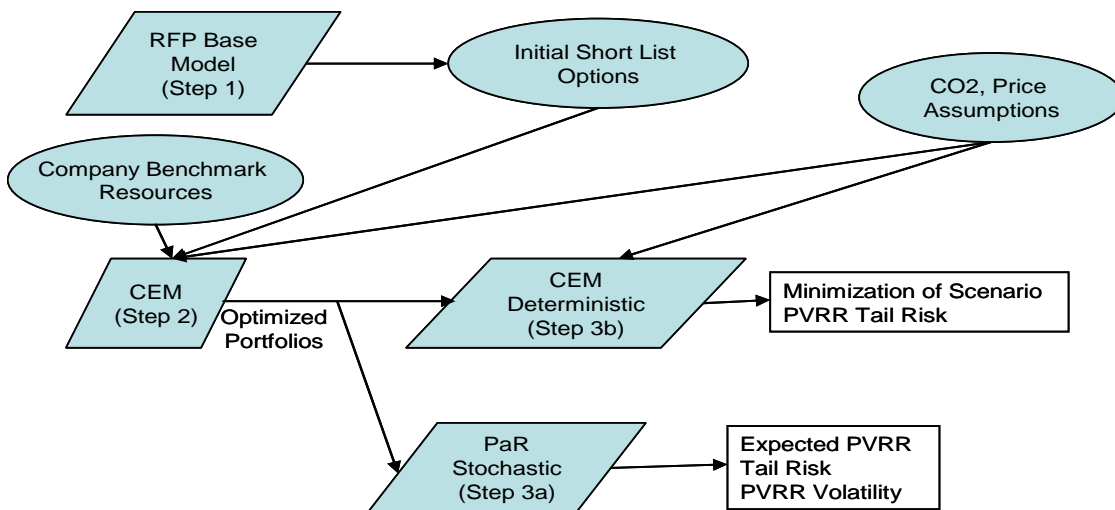 RFP Base
Model
(Step 1)
Initial Short List
Options
CO2, Price
Assumptions
Company Benchmark
Resources
CEM
(Step 2)
Optimized
Portfolios
CEM
Deterministic
(Step 3b)
Minimization of Scenario
PVRR Tail Risk
PaR
Stochastic
(Step 3a)
Expected PVRR
Tail Risk
PVRR Volatility